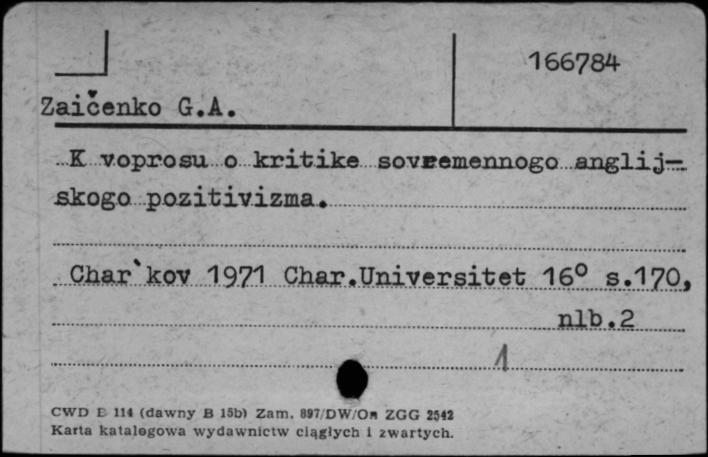 166784
Zaičenko G.A.
K voprosu o kritike sovremennogo anglij-
skogo pozitivizma.
Char`kov 1971 Char.Universitet 16° s.170,
nlb.2
1
CWD E 114 (dawny B 15b) Zam. 897/DW/On ZGG 2542
Karta katalogowa wydawnictw ciągłych i zwartych.